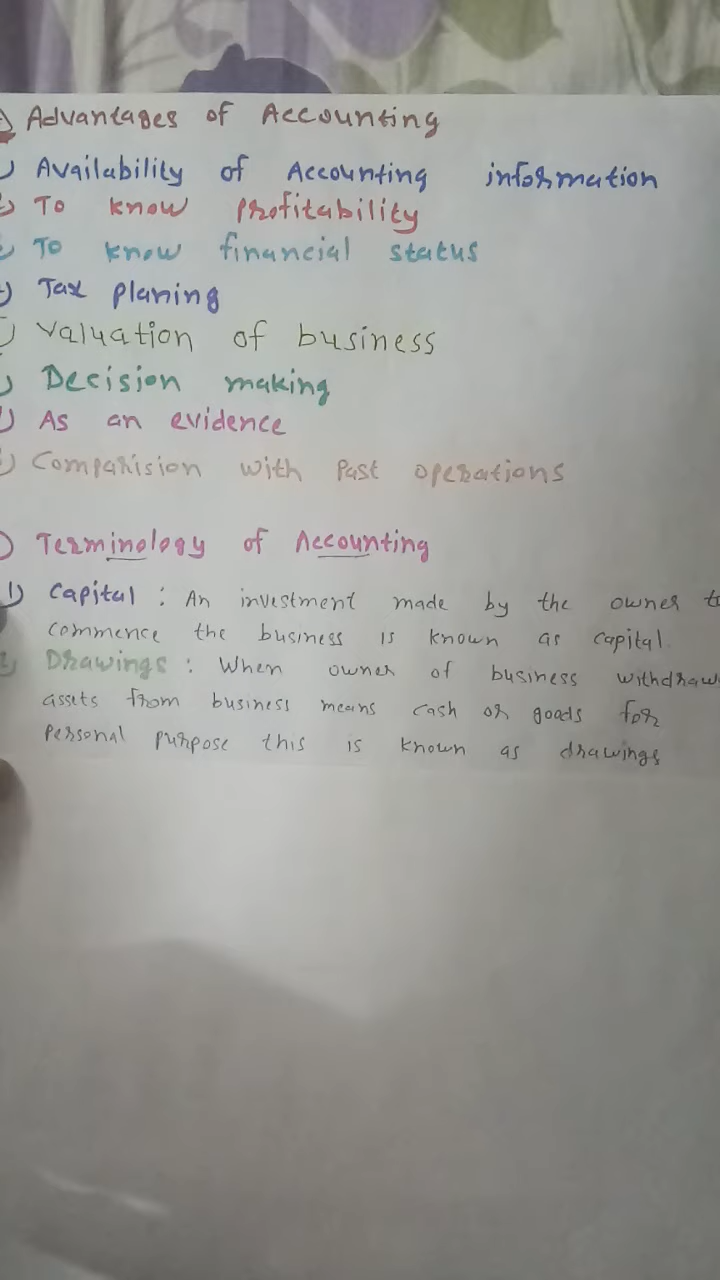 Advantages of Accounting
Availability of Accounting information
To know profitability
To know financial status
Tax planing
Valuation of business
Decision making
As an evidence
Comparision with Past operations
Terminology of Accounting
1) Capital : An investment made by the owner to
commence the business is known as capital.
2) Drawings : When owner of business withdraw
assets from business means cash or goods for
Personal purpose this is known as drawings